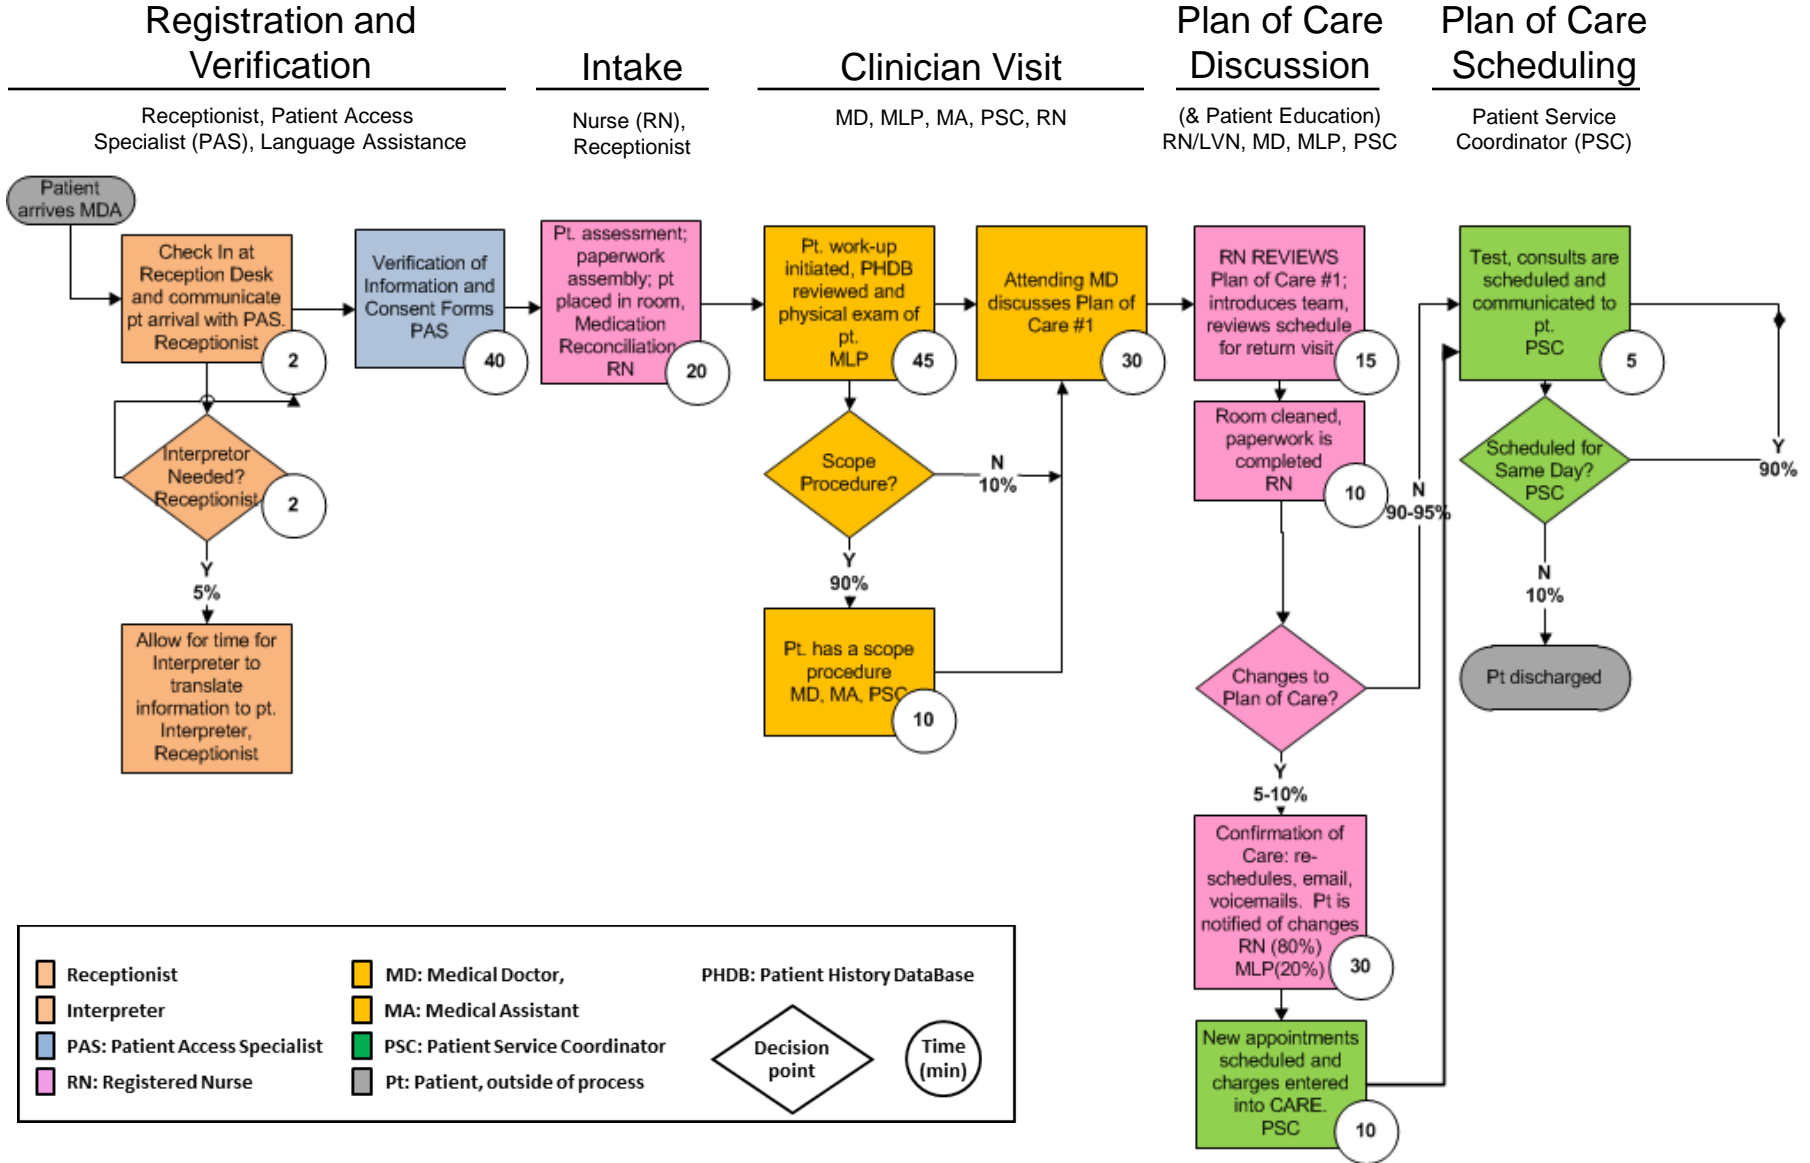 Registration and
Verification
Intake
Clinician Visit
Plan of Care
Discussion
Plan of Care
Scheduling
Receptionist, Patient Access
Specialist (PAS), Language Assistance
Nurse (RN),
Receptionist
MD, MLP, MA, PSC, RN
(& Patient Education)
RN/LVN, MD, MLP, PSC
Patient Service
Coordinator (PSC)
Patient
arrives MDA
Check In at
Reception Desk
and communicate
pt arrival with PAS.
Receptionist
2
Verification of
Information and
Consent Forms
PAS
40
Pt. assessment;
paperwork
assembly; pt
placed in room,
Medication
Reconciliation
RN
20
Pt. work-up
initiated, PHDB
reviewed and
physical exam of
pt.
MLP
45
Attending MD
discusses Plan of
Care #1
30
RN REVIEWS
Plan of Care #1;
introduces team,
reviews schedule
for return visit
15
Test, consults are
scheduled and
communicated to
pt.
PSC
5
Interpretor
Needed?
Receptionist
2
Y
5%
Allow for time for
Interpreter to
translate
information to pt.
Interpreter,
Receptionist
Scope
Procedure?
N
10%
Y
90%
Pt. has a scope
procedure
MD, MA, PSC
10
Room cleaned,
paperwork is
completed
RN
10
N
90-95%
Changes to
Plan of Care?
Y
5-10%
Confirmation of
Care: re-
schedules, email,
voicemails. Pt is
notified of changes
RN (80%)
MLP(20%)
30
New appointments
scheduled and
charges entered
into CARE.
PSC
10
Scheduled for
Same Day?
PSC
Y
90%
N
10%
Pt discharged
Receptionist
Interpreter
PAS: Patient Access Specialist
RN: Registered Nurse
MD: Medical Doctor,
MA: Medical Assistant
PSC: Patient Service Coordinator
Pt: Patient, outside of process
PHDB: Patient History DataBase
Decision
point
Time
(min)